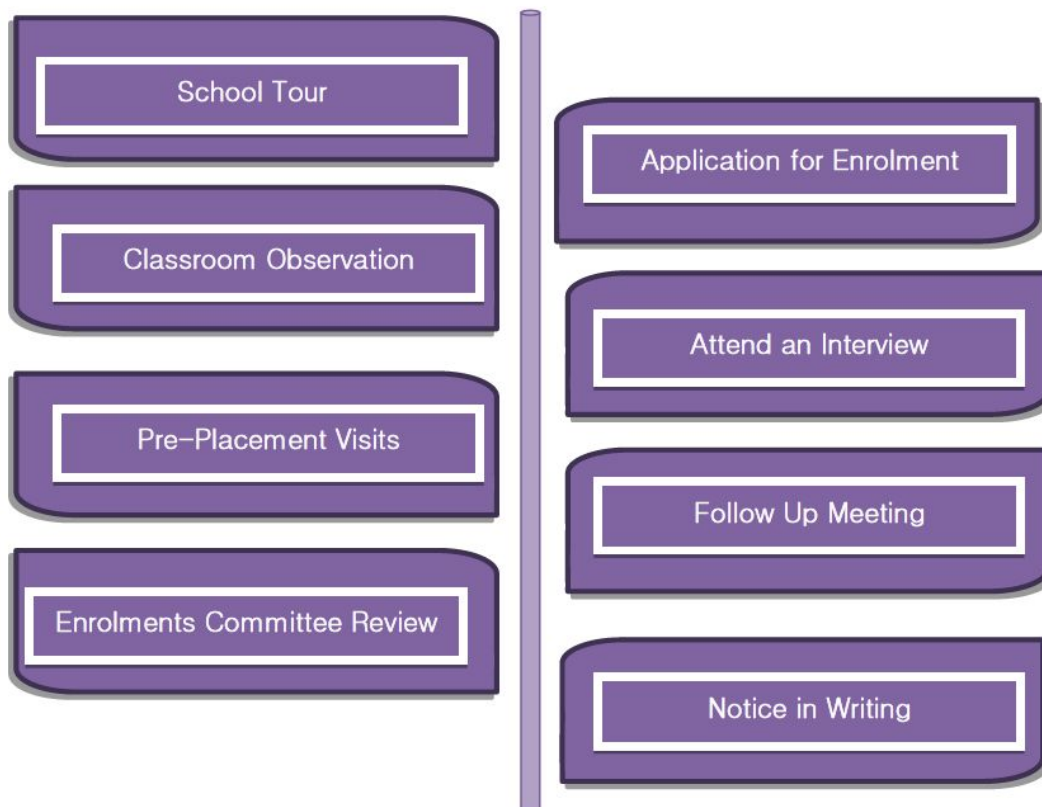 School Tour
Application for Enrolment
Classroom Observation
Attend an Interview
Pre-Placement Visits
Follow Up Meeting
Enrolments Committee Review
Notice in Writing